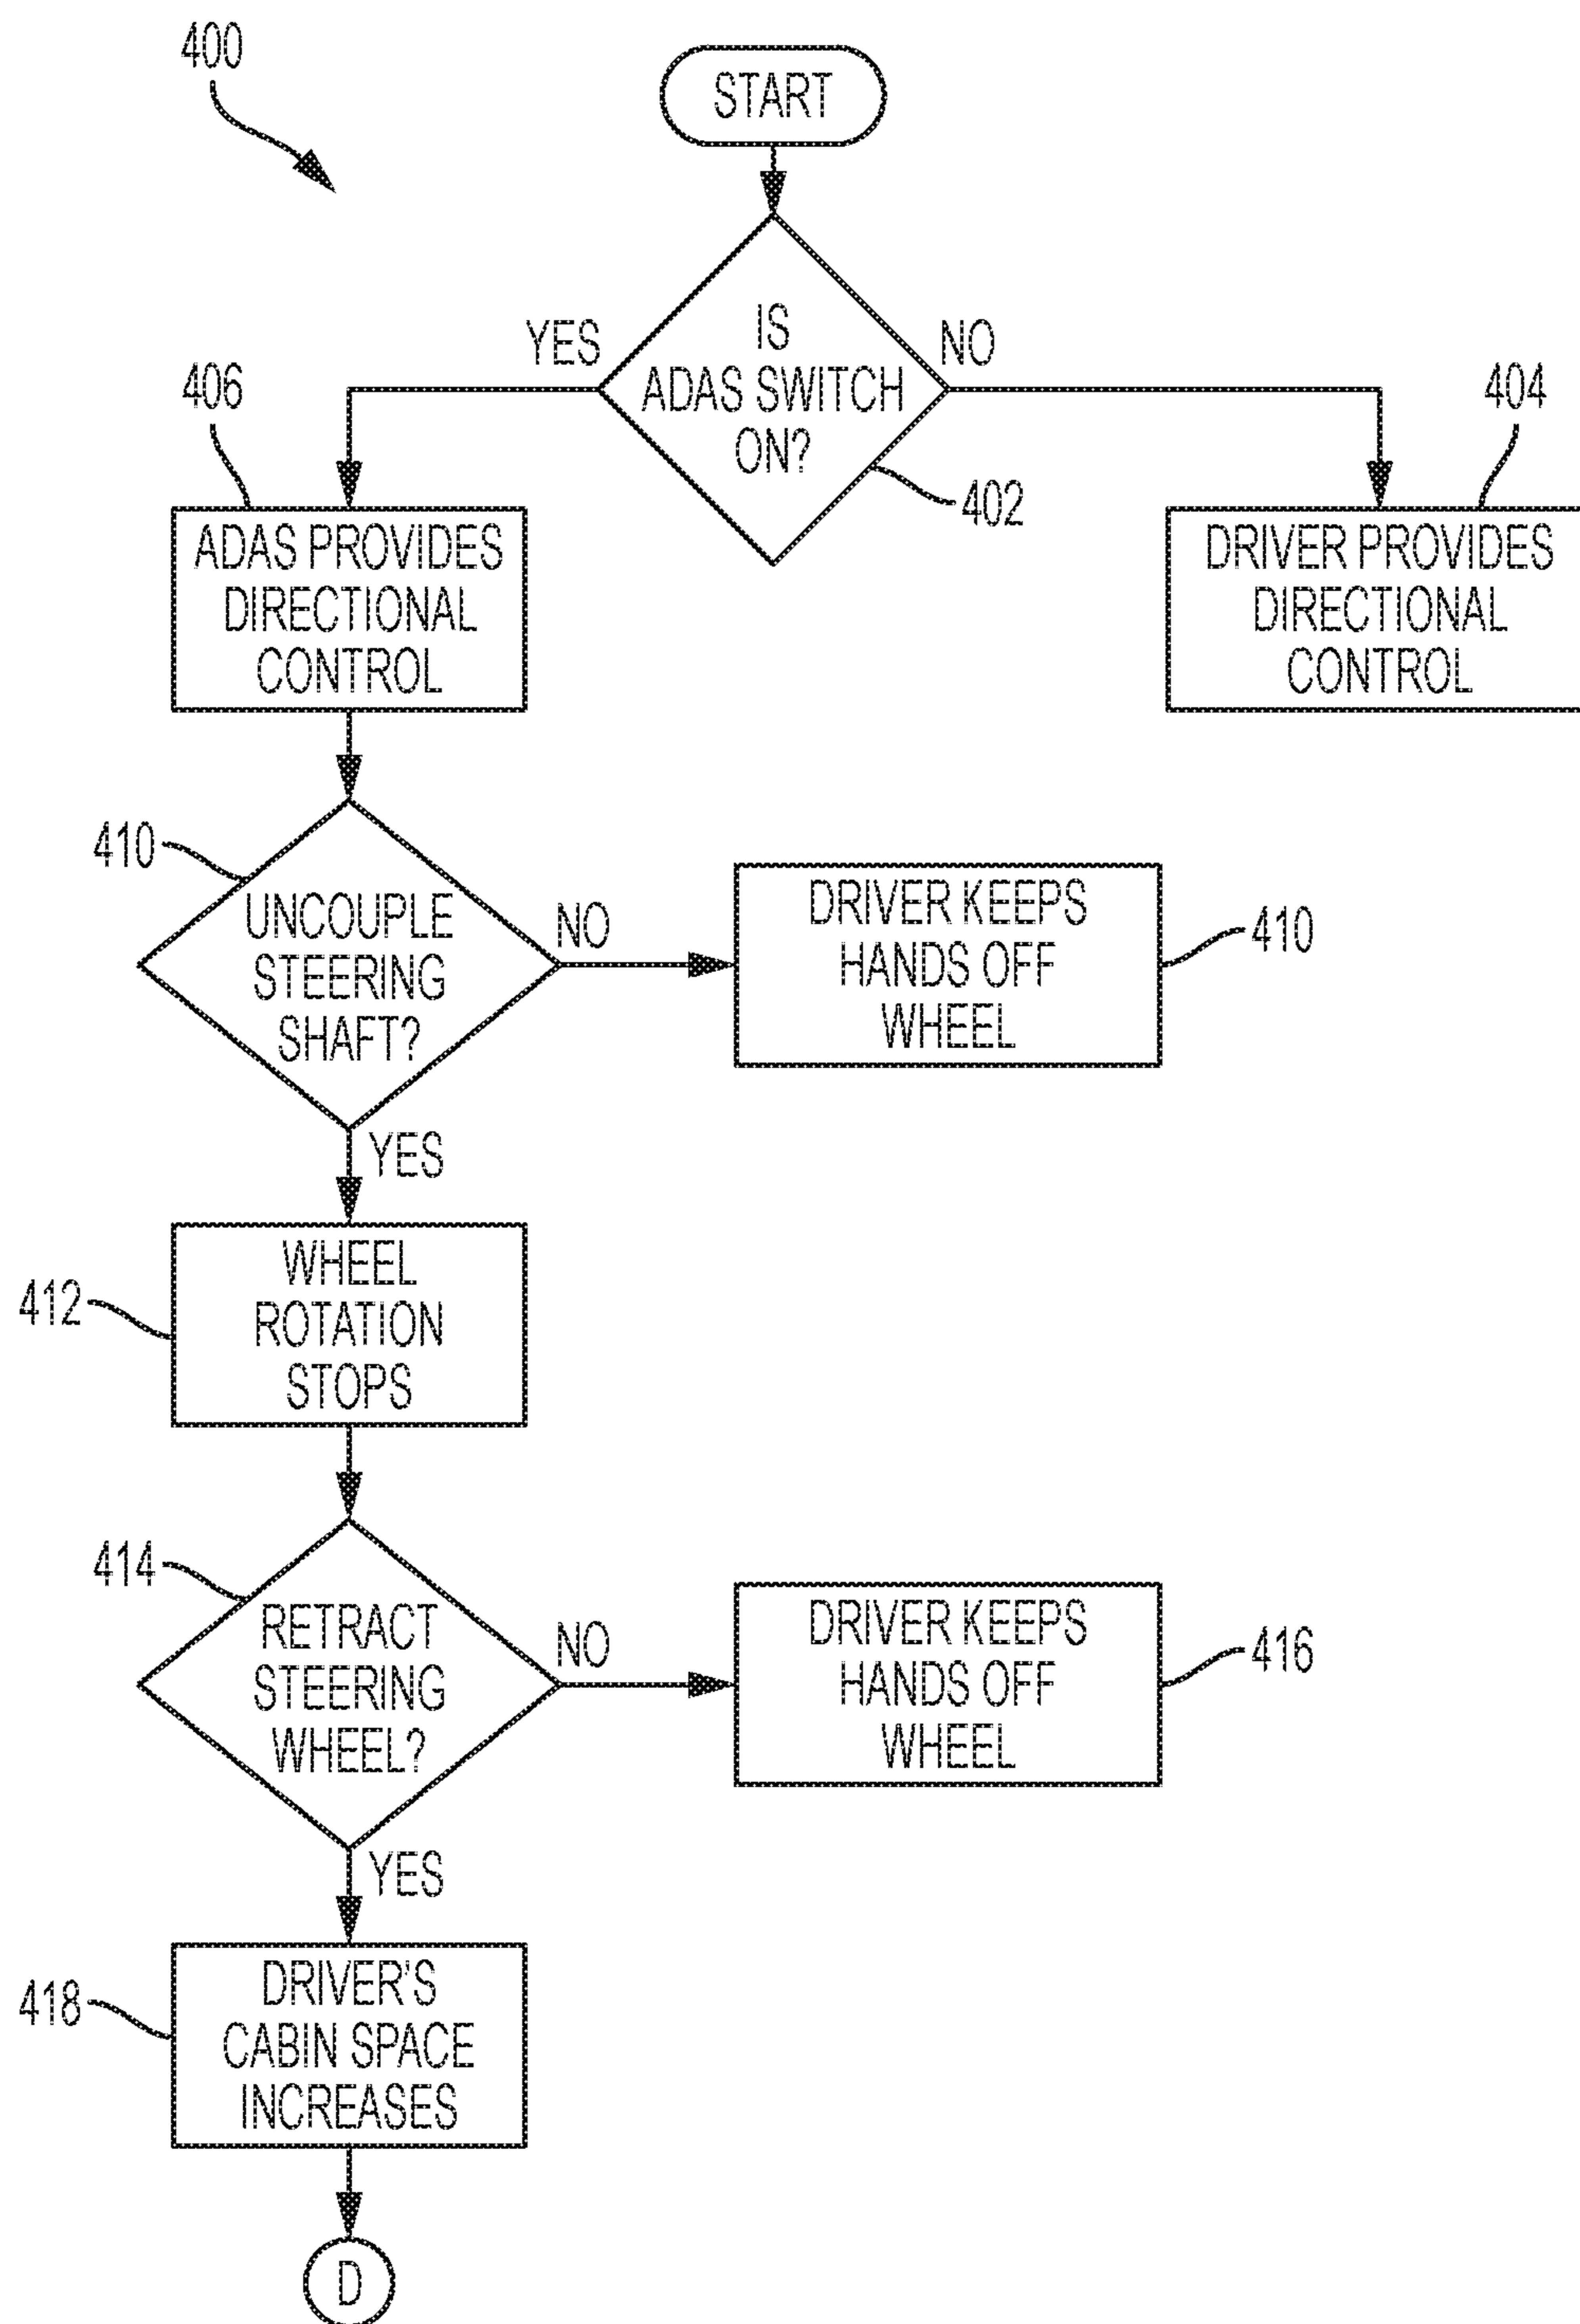 400
START
IS
ADAS SWITCH
ON?
YES
NO
402
406
404
ADAS PROVIDES
DIRECTIONAL
CONTROL
DRIVER PROVIDES
DIRECTIONAL
CONTROL
410
UNCOUPLE
STEERING
SHAFT?
NO
DRIVER KEEPS
HANDS OFF
WHEEL
410
YES
412
WHEEL
ROTATION
STOPS
414
RETRACT
STEERING
WHEEL?
NO
DRIVER KEEPS
HANDS OFF
WHEEL
416
YES
418
DRIVER'S
CABIN SPACE
INCREASES
D